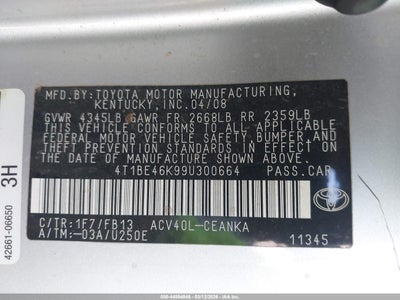 MFD.BY:TOYOTA MOTOR MANUFACTURING,
KENTUCKY,INC.04/08
GVWR 4345LB GAWR FR 2668LB RR 2359LB
THIS VEHICLE CONFORMS TO ALL APPLICABLE
FEDERAL MOTOR VEHICLE SAFETY, BUMPER, AND
THEFT PREVENTION STANDARDS IN EFFECT ON
THE DATE OF MANUFACTURE SHOWN ABOVE.
4T1BE46K99U300664 PASS.CAR
C/TR:1F7/FB13 ACV40L-CEANKA
A/TM:-03A/U250E
11345
42661-06650
3H